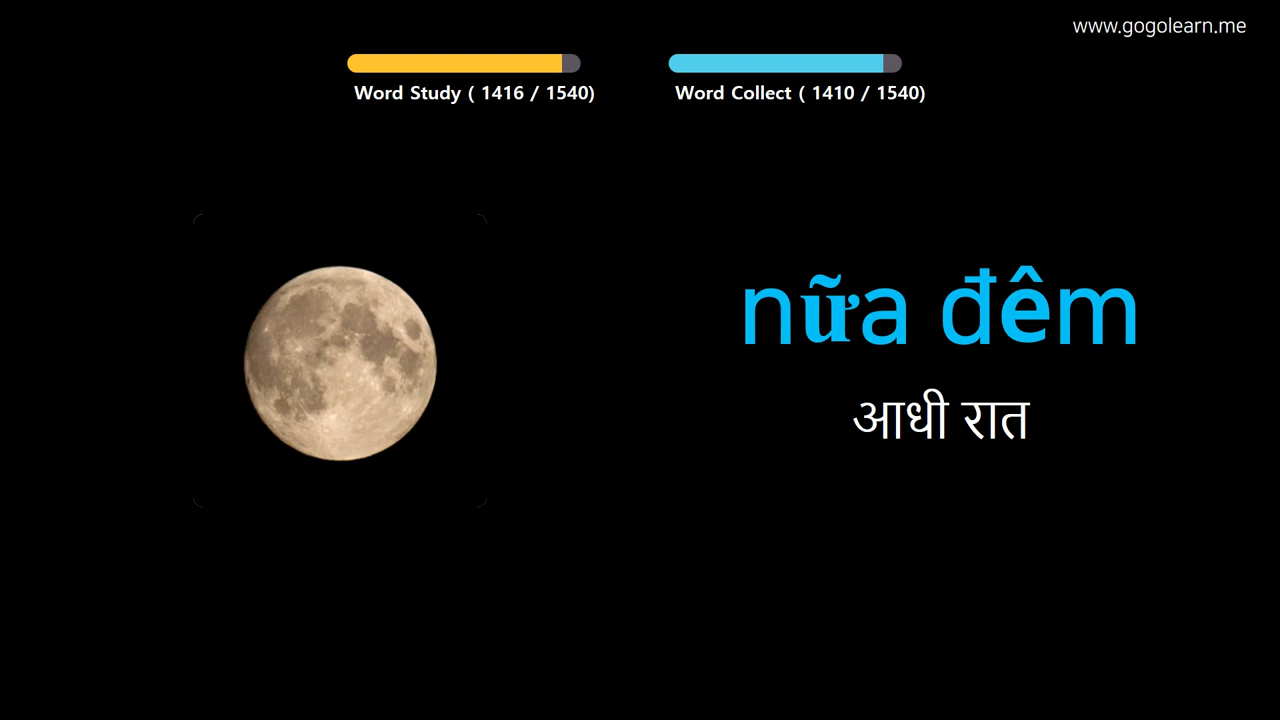 www.gogolearn.me
Word Study ( 1416 / 1540)
Word Collect ( 1410 / 1540)
nữa đêm
आधी रात